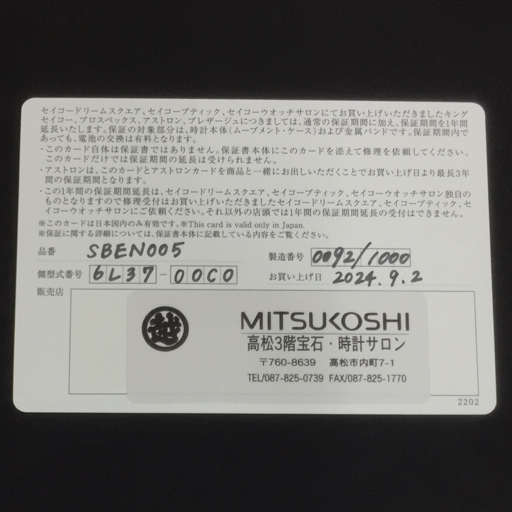 セイコードリームスクエア、セイコーブティック、セイコーウオッチサロンにてお買い上げいただきましたキング
セイコー、プロスペックス、アストロン、プレザージュにつきましては、通常の保証期間に加え、保証期間を1年間
延長いたします。保証の対象部分は、時計本体(ムーブメント・ケース)および金属バンドです。保証期間内で
あっても、電池の交換は有料となります。
・このカード自体は保証書ではありません。保証書本体にこのカードを添えて修理を依頼してください。
このカードだけでは保証期間の延長は受けられません。
・アストロンは、このカードとアストロンカードを商品と一緒にお出しいただくことでお買い上げ日より最長3年
間の保証期間となります。
・この1年間の保証期間延長は、セイコードリームスクエア、セイコーブティック、セイコーウオッチサロン独自の
ものとなりますので修理受付はお買い上げいただきましたセイコードリームスクエア、セイコーブティック、セイ
コーウオッチサロンにご依頼ください。それ以外の店頭では1年間の保証期間延長の受付はできません。
※このカードは日本国内のみ有効です。※This card is valid only in Japan.
※保証に関する詳細については、保証書本体に記載している内容をご覧ください。
品番 SBEN005 製造番号 0092/1000
個型式番号 6L37-00C0 お買い上げ日 2024.9.2
販売店
越 MITSUKOSHI
高松3階宝石・時計サロン
〒760-8639 高松市内町7-1
TEL/087-825-0739 FAX/087-825-1770
2202